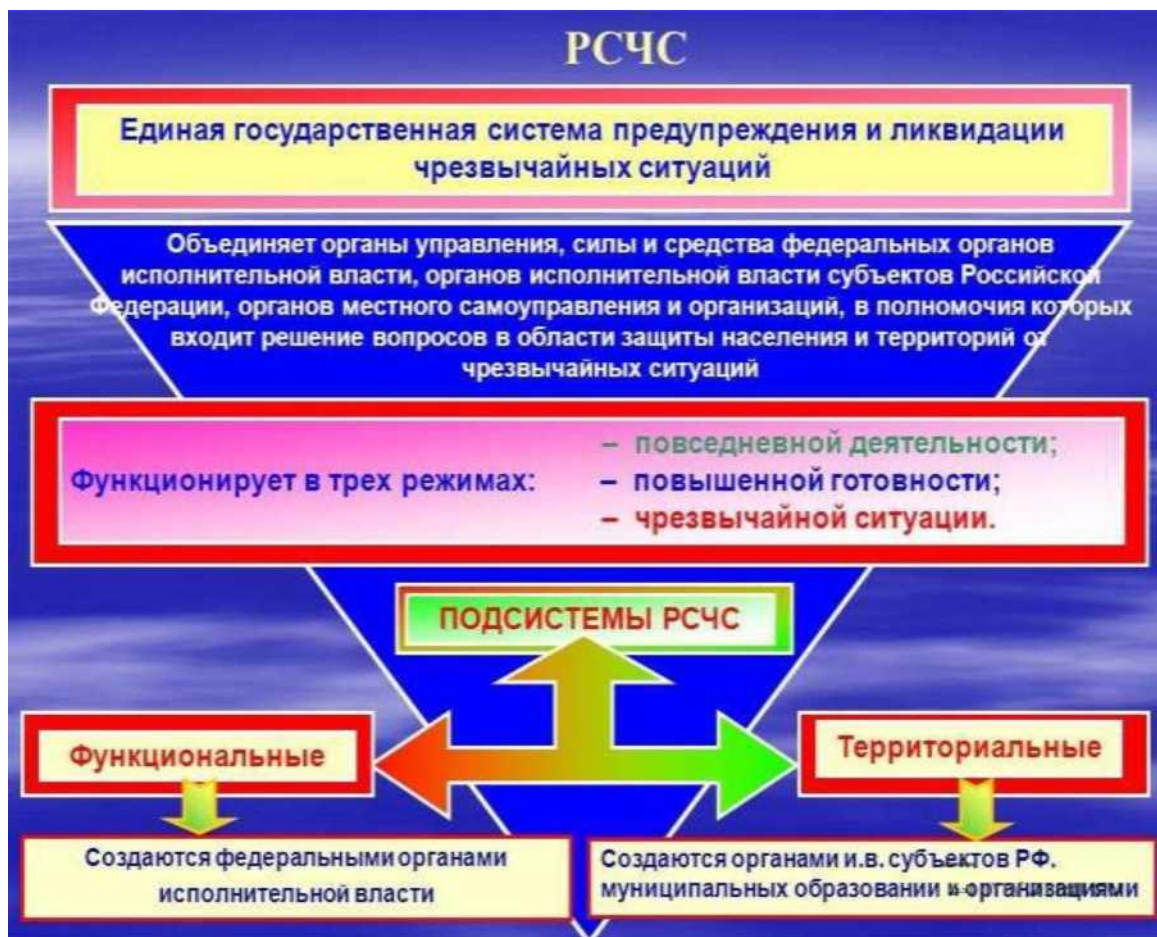 РСЧС
Единая государственная система предупреждения и ликвидации
чрезвычайных ситуаций
Объединяет органы управления, силы и средства федеральных органов
исполнительной власти, органов исполнительной власти субъектов Российской
Федерации, органов местного самоуправления и организаций, в полномочия которых
входит решение вопросов в области защиты населения и территорий от
чрезвычайных ситуаций
Функционирует в трех режимах:
– повседневной деятельности;
– повышенной готовности;
– чрезвычайной ситуации.
ПОДСИСТЕМЫ РСЧС
Функциональные
Территориальные
Создаются федеральными органами
исполнительной власти
Создаются органами и.в. субъектов РФ.
муниципальных образовании и организациями